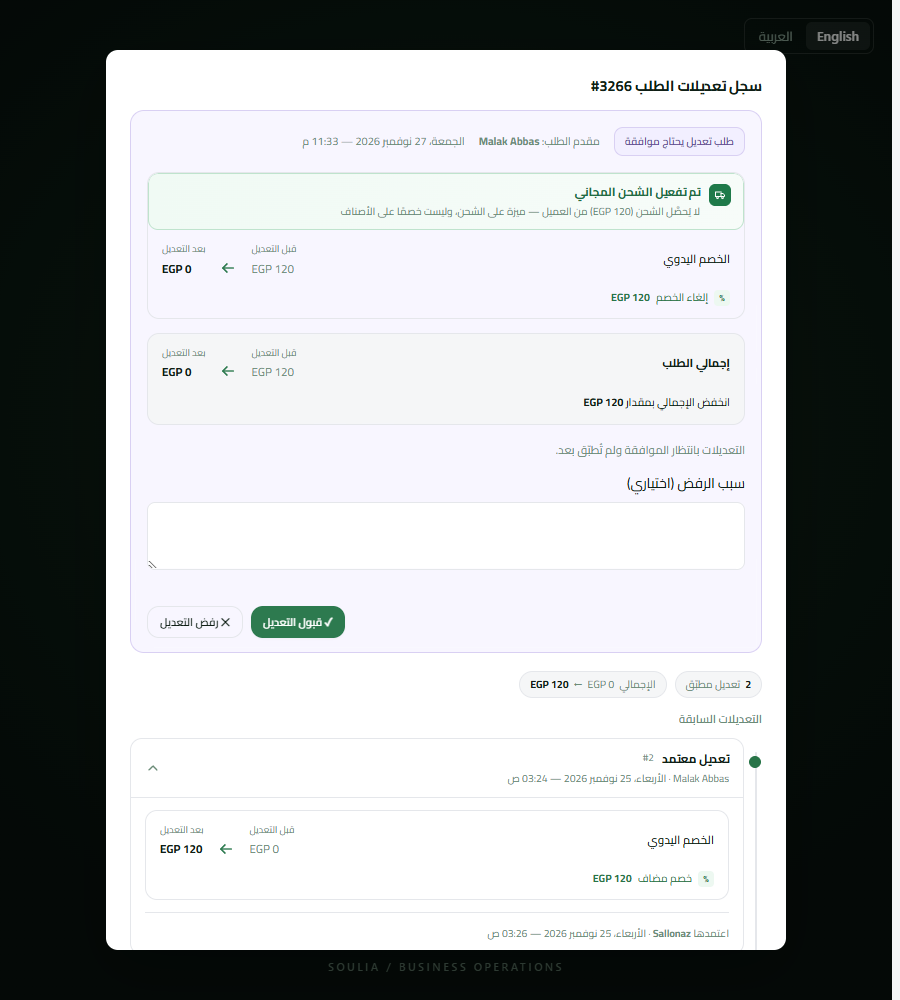 العربية English
سجل تعديلات الطلب #3266
طلب تعديل يحتاج موافقة مقدم الطلب: Malak Abbas الجمعة، 27 نوفمبر 2026 — 11:33 م
تم تفعيل الشحن المجاني
لا يُحصَّل الشحن (EGP 120) من العميل — ميزة على الشحن، وليست خصمًا على الأصناف
الخصم اليدوي
قبل التعديل بعد التعديل
EGP 120 ← EGP 0
% إلغاء الخصم EGP 120
إجمالي الطلب
قبل التعديل بعد التعديل
EGP 120 ← EGP 0
انخفض الإجمالي بمقدار EGP 120
التعديلات بانتظار الموافقة ولم تُطبّق بعد.
سبب الرفض (اختياري)
✓ قبول التعديل ✕ رفض التعديل
2 تعديل مطبّق الإجمالي EGP 0 ← EGP 120
التعديلات السابقة
تعديل معتمد #2
Malak Abbas · الأربعاء، 25 نوفمبر 2026 — 03:24 ص
الخصم اليدوي
قبل التعديل بعد التعديل
EGP 0 ← EGP 120
% خصم مضاف EGP 120
اعتمدها Sallonaz · الأربعاء، 25 نوفمبر 2026 — 03:26 ص
SOULIA / BUSINESS OPERATIONS